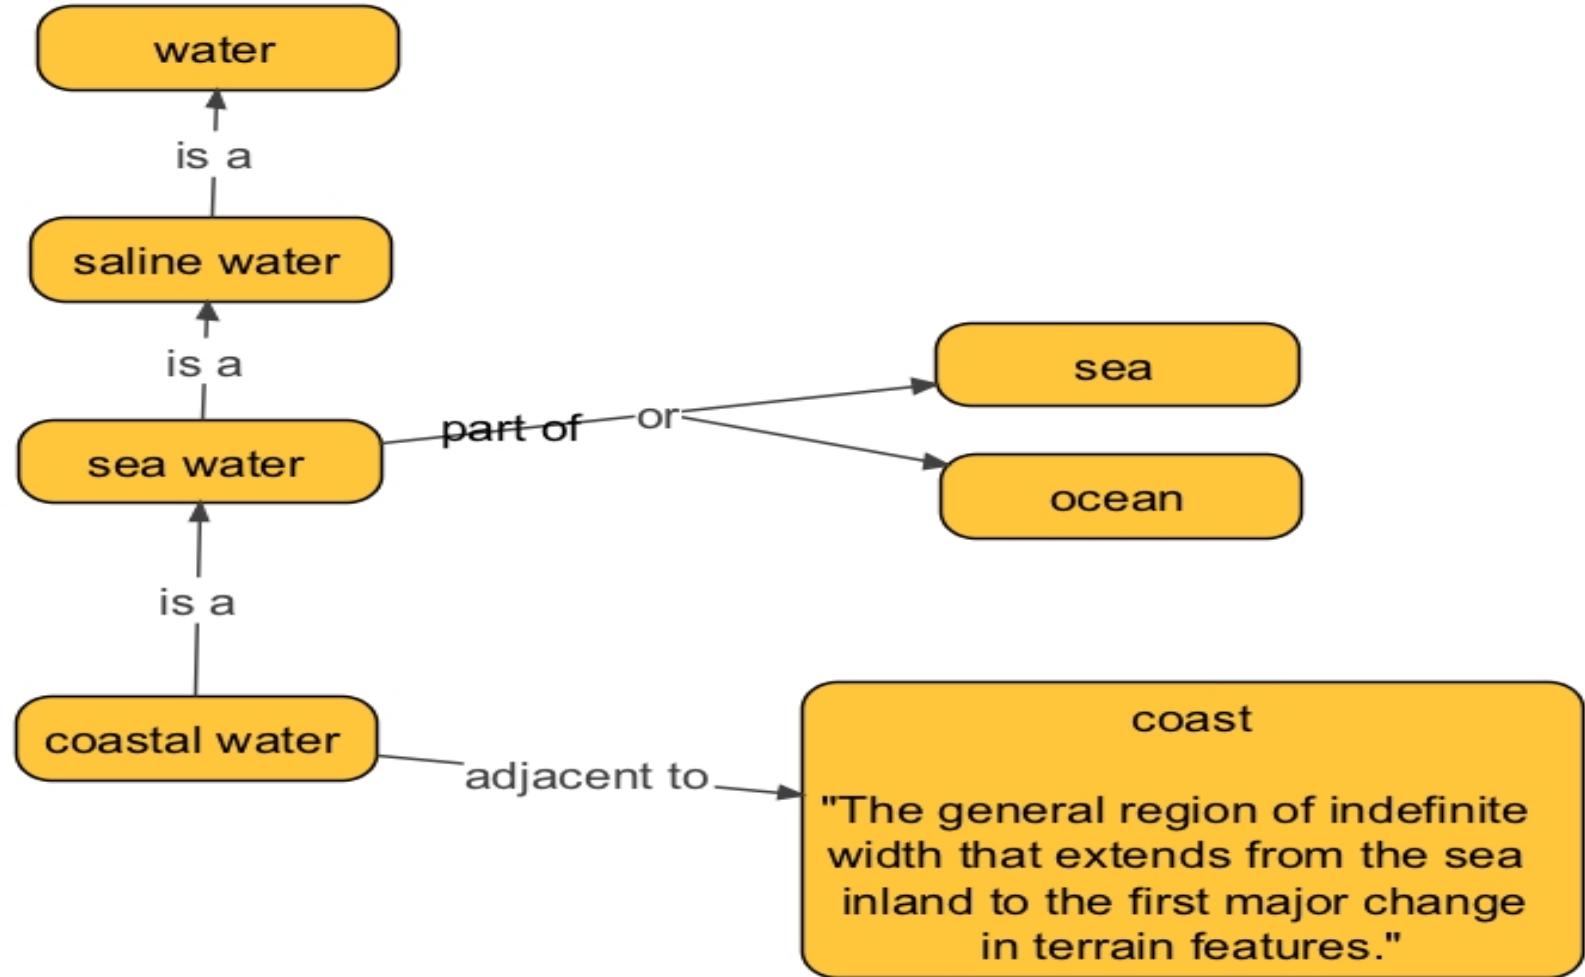 water
is a
saline water
is a
sea water
part of
or
sea
ocean
is a
coastal water
adjacent to
coast
"The general region of indefinite
width that extends from the sea
inland to the first major change
in terrain features."